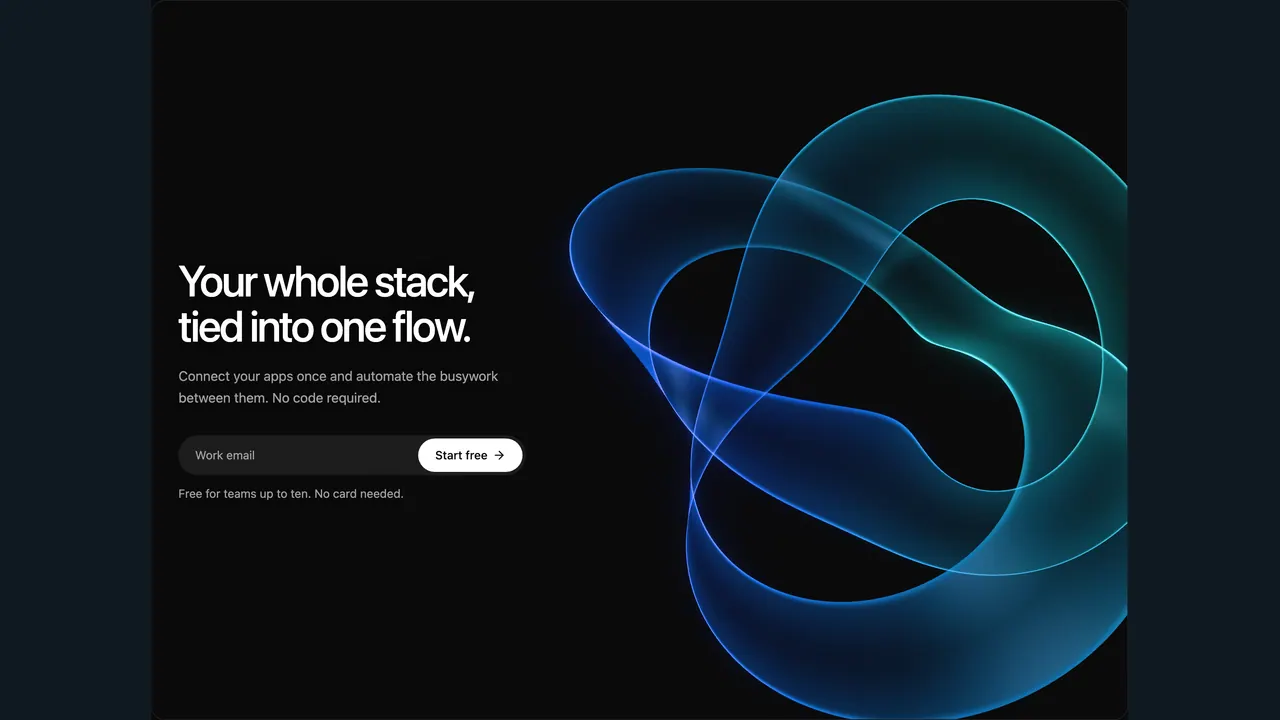 Your whole stack,
tied into one flow.
Connect your apps once and automate the busywork
between them. No code required.
Work email
Start free →
Free for teams up to ten. No card needed.